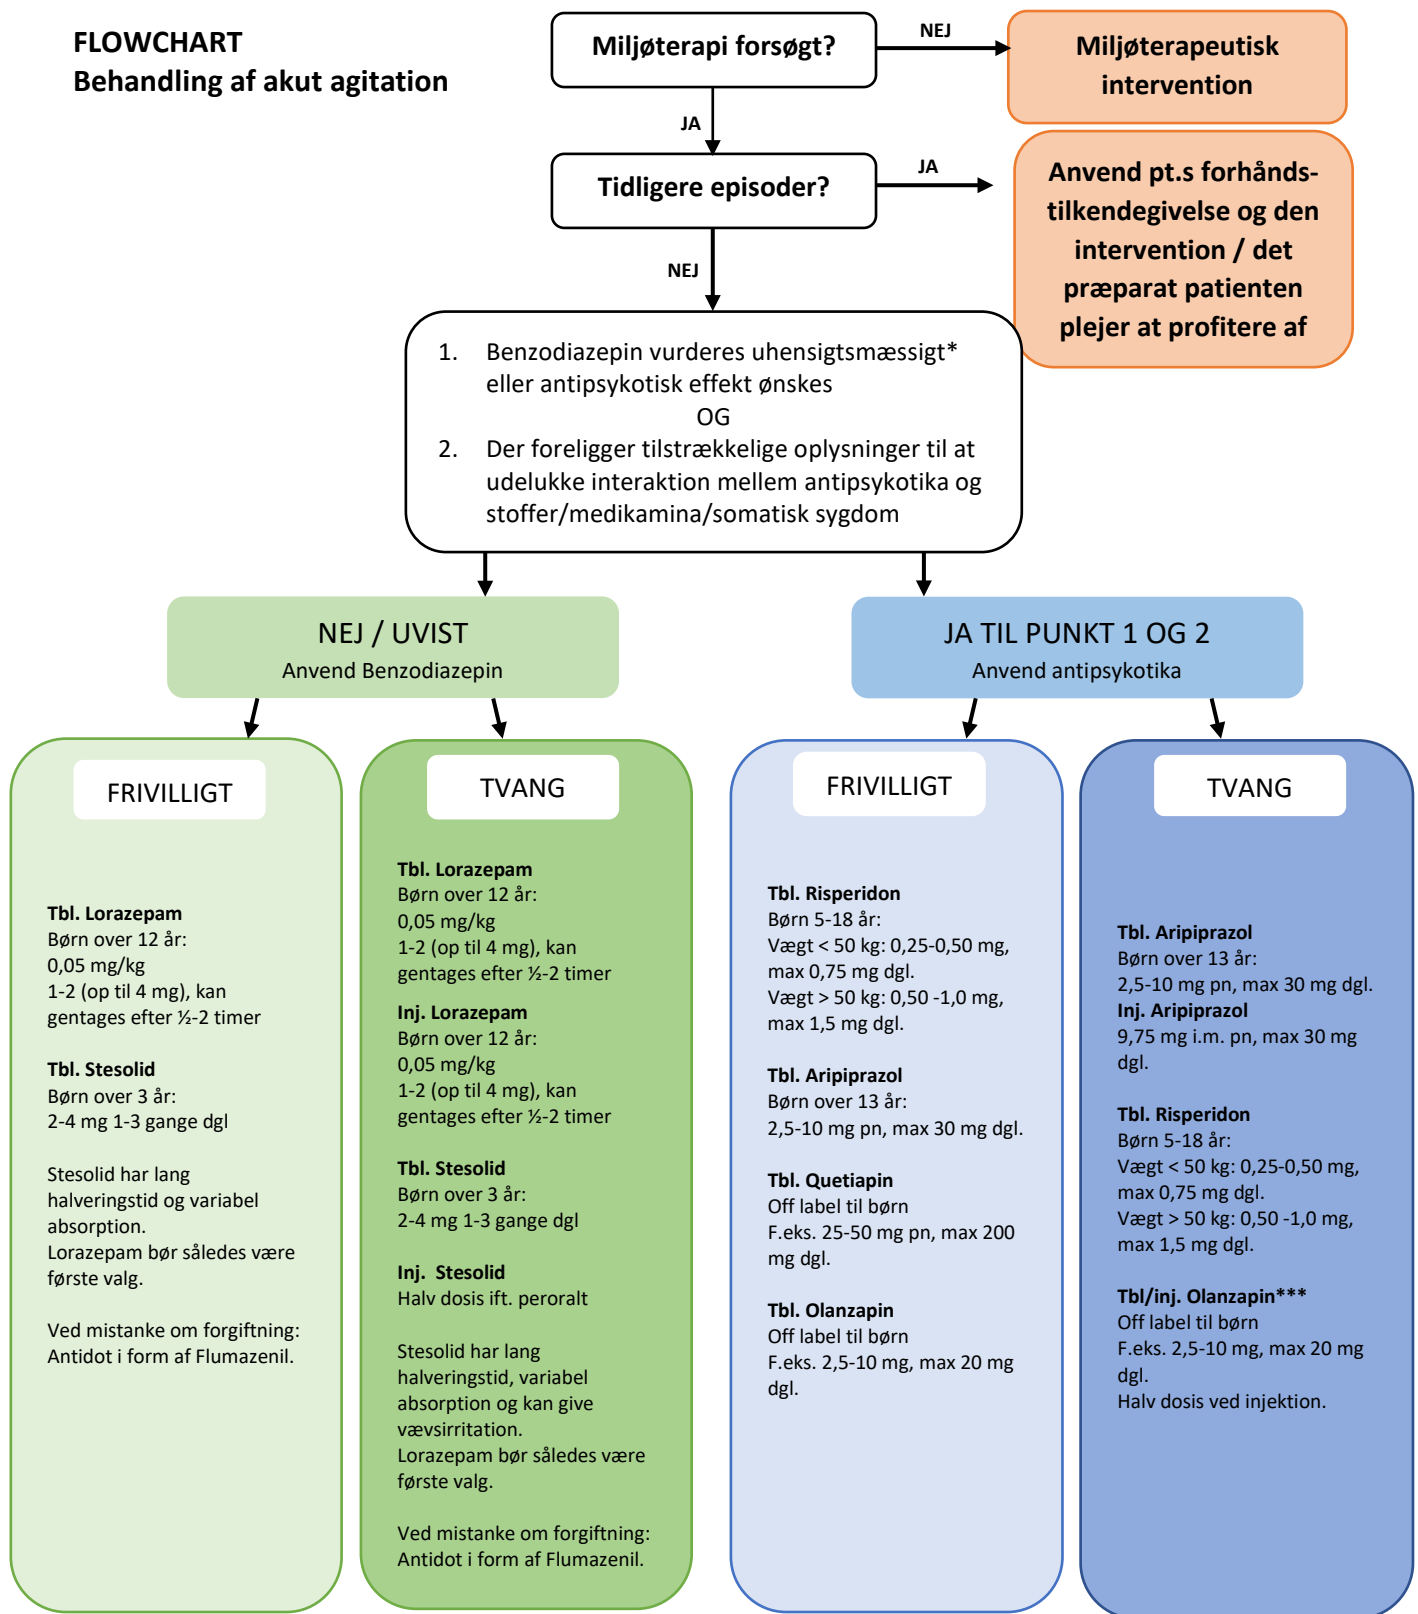 FLOWCHART
Behandling af akut agitation
Miljøterapi forsøgt?
NEJ
Miljøterapeutisk
intervention
JA
Tidligere episoder?
JA
Anvend pt.s forhånds-
tilkendegivelse og den
intervention / det
præparat patienten
plejer at profitere af
NEJ
1. Benzodiazepin vurderes uhensigtsmæssigt*
eller antipsykotisk effekt ønskes
OG
2. Der foreligger tilstrækkelige oplysninger til at
udelukke interaktion mellem antipsykotika og
stoffer/medikamina/somatisk sygdom
NEJ / UVIST
Anvend Benzodiazepin
JA TIL PUNKT 1 OG 2
Anvend antipsykotika
FRIVILLIGT
Tbl. Lorazepam
Børn over 12 år:
0,05 mg/kg
1-2 (op til 4 mg), kan
gentages efter ½-2 timer
Tbl. Stesolid
Børn over 3 år:
2-4 mg 1-3 gange dgl
Stesolid har lang
halveringstid og variabel
absorption.
Lorazepam bør således være
første valg.
Ved mistanke om forgiftning:
Antidot i form af Flumazenil.
TVANG
Tbl. Lorazepam
Børn over 12 år:
0,05 mg/kg
1-2 (op til 4 mg), kan
gentages efter ½-2 timer
Inj. Lorazepam
Børn over 12 år:
0,05 mg/kg
1-2 (op til 4 mg), kan
gentages efter ½-2 timer
Tbl. Stesolid
Børn over 3 år:
2-4 mg 1-3 gange dgl
Inj. Stesolid
Halv dosis ift. peroralt
Stesolid har lang
halveringstid, variabel
absorption og kan give
vævsirritation.
Lorazepam bør således være
første valg.
Ved mistanke om forgiftning:
Antidot i form af Flumazenil.
FRIVILLIGT
Tbl. Risperidon
Børn 5-18 år:
Vægt < 50 kg: 0,25-0,50 mg,
max 0,75 mg dgl.
Vægt > 50 kg: 0,50 -1,0 mg,
max 1,5 mg dgl.
Tbl. Aripiprazol
Børn over 13 år:
2,5-10 mg pn, max 30 mg dgl.
Tbl. Quetiapin
Off label til børn
F.eks. 25-50 mg pn, max 200
mg dgl.
Tbl. Olanzapin
Off label til børn
F.eks. 2,5-10 mg, max 20 mg
dgl.
TVANG
Tbl. Aripiprazol
Børn over 13 år:
2,5-10 mg pn, max 30 mg dgl.
Inj. Aripiprazol
9,75 mg i.m. pn, max 30 mg
dgl.
Tbl. Risperidon
Børn 5-18 år:
Vægt < 50 kg: 0,25-0,50 mg,
max 0,75 mg dgl.
Vægt > 50 kg: 0,50 -1,0 mg,
max 1,5 mg dgl.
Tbl/inj. Olanzapin***
Off label til børn
F.eks. 2,5-10 mg, max 20 mg
dgl.
Halv dosis ved injektion.